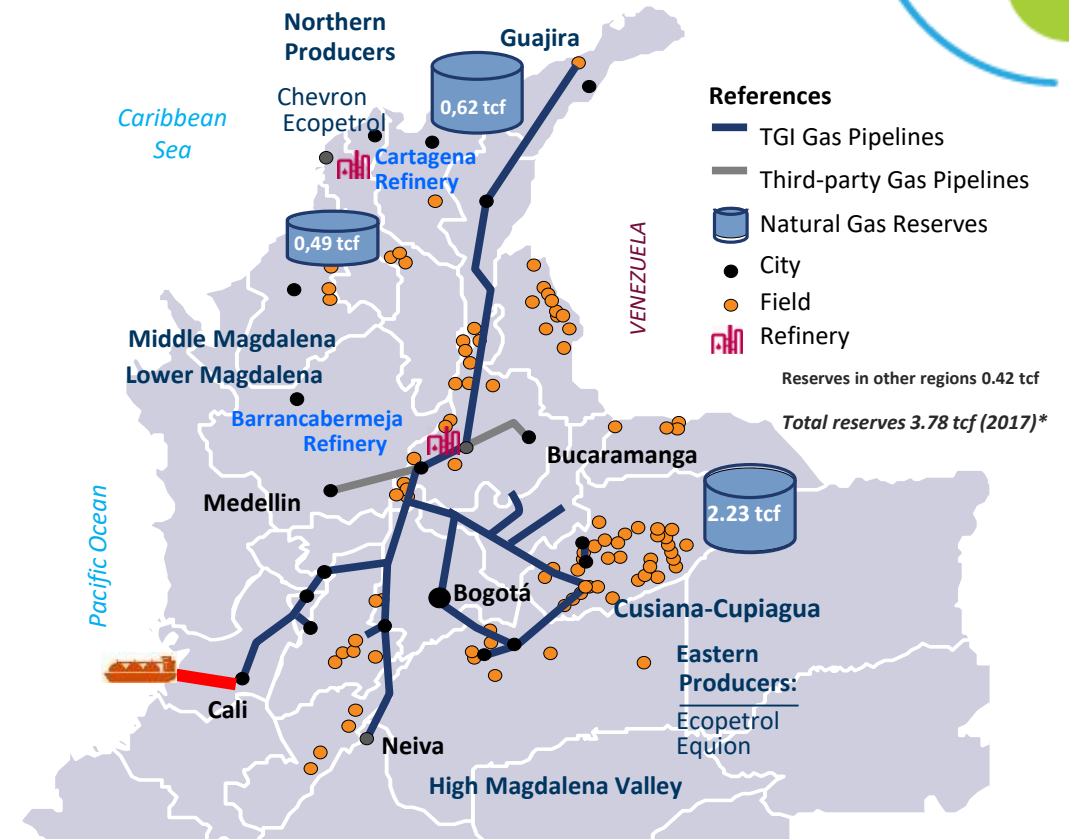 Northern
Producers
Guajira
Chevron
Ecopetrol
0,62 tcf
Caribbean
Sea
Cartagena
Refinery
0,49 tcf
VENEZUELA
References
TGI Gas Pipelines
Third-party Gas Pipelines
Natural Gas Reserves
City
Field
Refinery
Reserves in other regions 0.42 tcf
Total reserves 3.78 tcf (2017)*
Middle Magdalena
Lower Magdalena
Barrancabermeja
Refinery
Bucaramanga
Medellin
2.23 tcf
Pacific Ocean
Bogotá
Cusiana-Cupiagua
Eastern
Producers:
Ecopetrol
Equion
Cali
Neiva
High Magdalena Valley